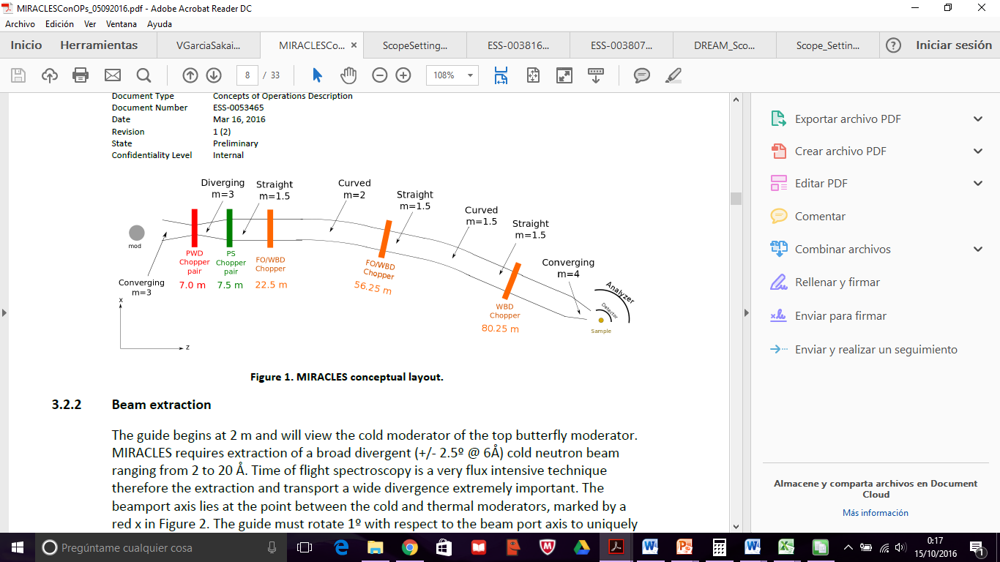 MIRACLESConOPs_05092016.pdf - Adobe Acrobat Reader DC
Archivo Edición Ver Ventana Ayuda
Inicio Herramientas VGarciaSakai... MIRACLESCo... × ScopeSetting... ESS-003816... ESS-003807... DREAM_Sco... Scope_Settin... ? Iniciar sesión
8 / 33 108%
Document Type Concepts of Operations Description
Document Number ESS-0053465
Date Mar 16, 2016
Revision 1 (2)
State Preliminary
Confidentiality Level Internal
Diverging
m=3
Straight
m=1.5
Curved
m=2
Straight
m=1.5
Curved
m=1.5
Straight
m=1.5
Converging
m=4
mod
Converging
m=3
PWD
Chopper
pair
7.0 m
PS
Chopper
pair
7.5 m
FO/WBD
Chopper
22.5 m
FO/WBD
Chopper
56.25 m
WBD
Chopper
80.25 m
Analyzer
Detector
Sample
x
z
Figure 1. MIRACLES conceptual layout.
3.2.2 Beam extraction
The guide begins at 2 m and will view the cold moderator of the top butterfly moderator.
MIRACLES requires extraction of a broad divergent (+/- 2.5º @ 6Å) cold neutron beam
ranging from 2 to 20 Å. Time of flight spectroscopy is a very flux intensive technique
therefore the extraction and transport a wide divergence extremely important. The
beamport axis lies at the point between the cold and thermal moderators, marked by a
red x in Figure 2. The guide must rotate 1º with respect to the beam port axis to uniquely
Exportar archivo PDF
Crear archivo PDF
Editar PDF
Comentar
Combinar archivos
Rellenar y firmar
Enviar para firmar
Enviar y realizar un seguimiento
Almacene y comparta archivos en Document
Cloud
Más información
Pregúntame cualquier cosa
0:17
15/10/2016
1